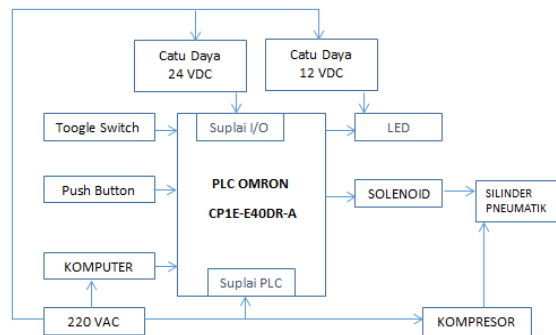 Catu Daya
24 VDC
Catu Daya
12 VDC
Toogle Switch
Suplai I/O
LED
Push Button
PLC OMRON
CP1E-E40DR-A
SOLENOID
SILINDER
PNEUMATIK
KOMPUTER
Suplai PLC
220 VAC
KOMPRESOR